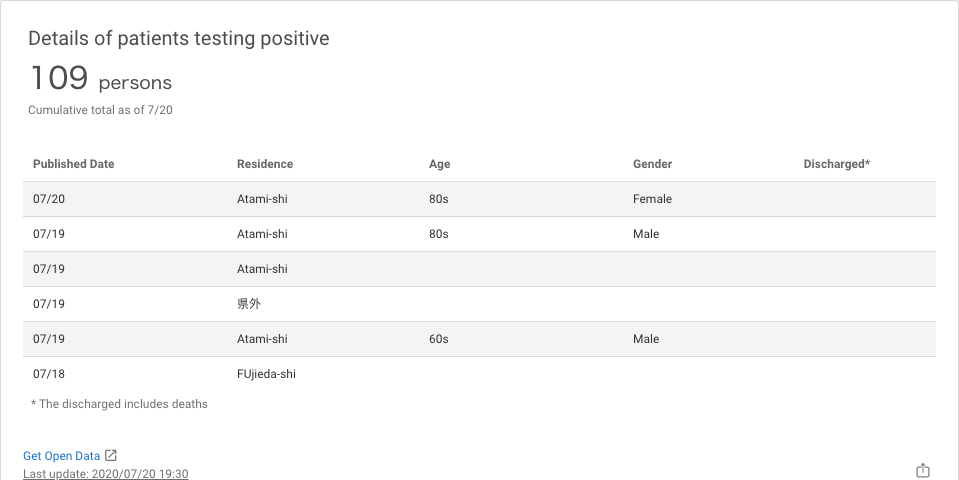 Details of patients testing positive
109 persons
Cumulative total as of 7/20
Published Date Residence Age Gender Discharged*
07/20 Atami-shi 80s Female
07/19 Atami-shi 80s Male
07/19 Atami-shi
07/19 県外
07/19 Atami-shi 60s Male
07/18 FUjieda-shi
* The discharged includes deaths
Get Open Data
Last update: 2020/07/20 19:30